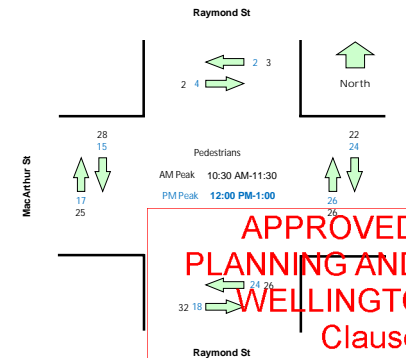 Raymond St
2 3
2 4
North
28
15
22
24
Pedestrians
AM Peak 10:30 AM-11:30
PM Peak 12:00 PM-1:00
MacArthur St
17
25
26
26
APPROVED
PLANNING AND
24 26
32 18
WELLINGTO
Clause
Raymond St